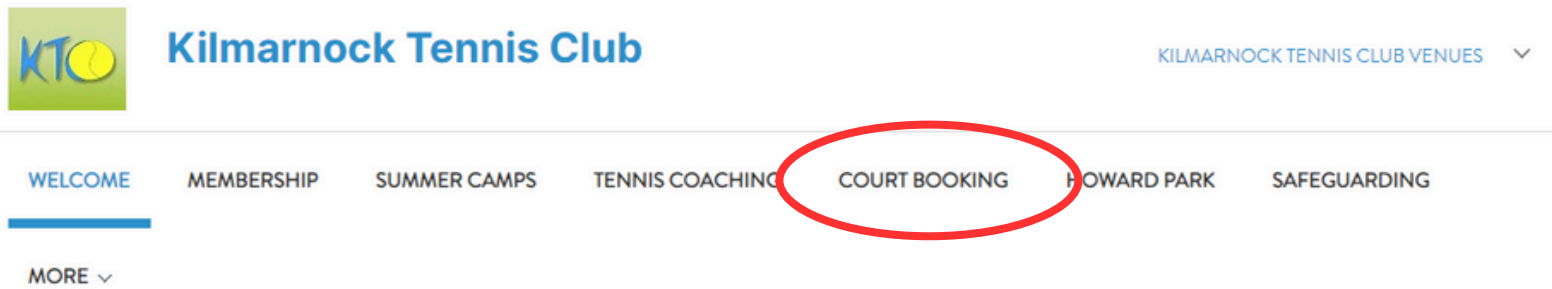 KTC
Kilmarnock Tennis Club
KILMARNOCK TENNIS CLUB VENUES
WELCOME MEMBERSHIP SUMMER CAMPS TENNIS COACHING COURT BOOKING HOWARD PARK SAFEGUARDING
MORE